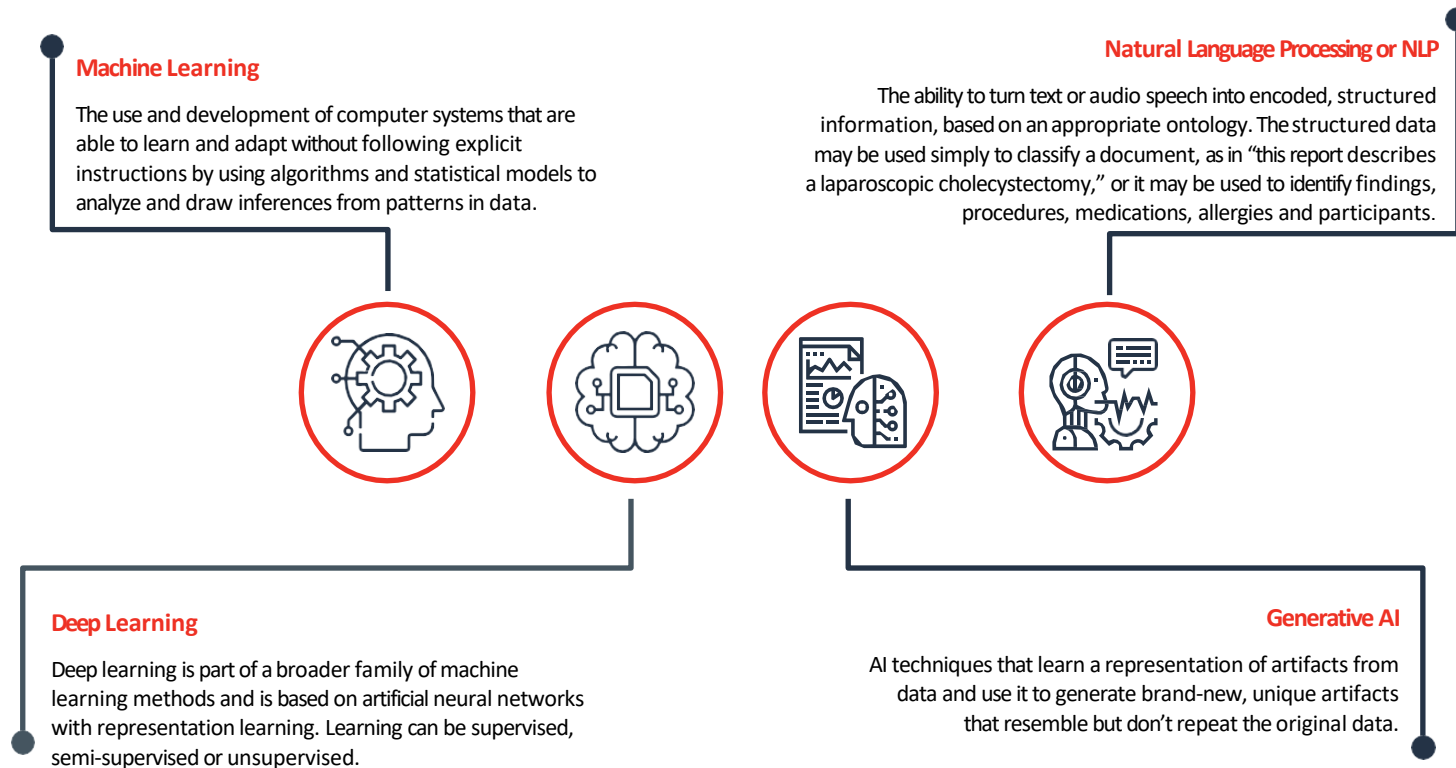 Machine Learning
The use and development of computer systems that are
able to learn and adapt without following explicit
instructions by using algorithms and statistical models to
analyze and draw inferences from patterns in data.
Natural Language Processing or NLP
The ability to turn text or audio speech into encoded, structured
information, based on an appropriate ontology. The structured data
may be used simply to classify a document, as in “this report describes
a laparoscopic cholecystectomy,” or it may be used to identify findings,
procedures, medications, allergies and participants.
Deep Learning
Deep learning is part of a broader family of machine
learning methods and is based on artificial neural networks
with representation learning. Learning can be supervised,
semi-supervised or unsupervised.
Generative AI
AI techniques that learn a representation of artifacts from
data and use it to generate brand-new, unique artifacts
that resemble but don’t repeat the original data.